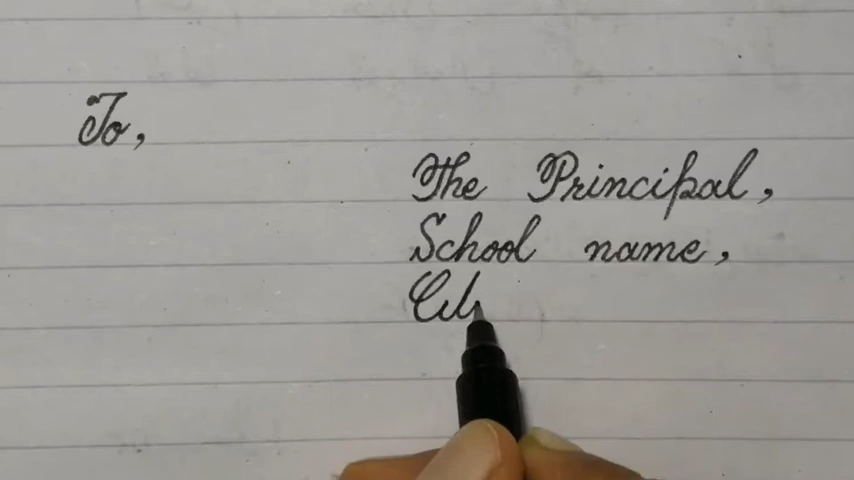 To,
The Principal,
School name,